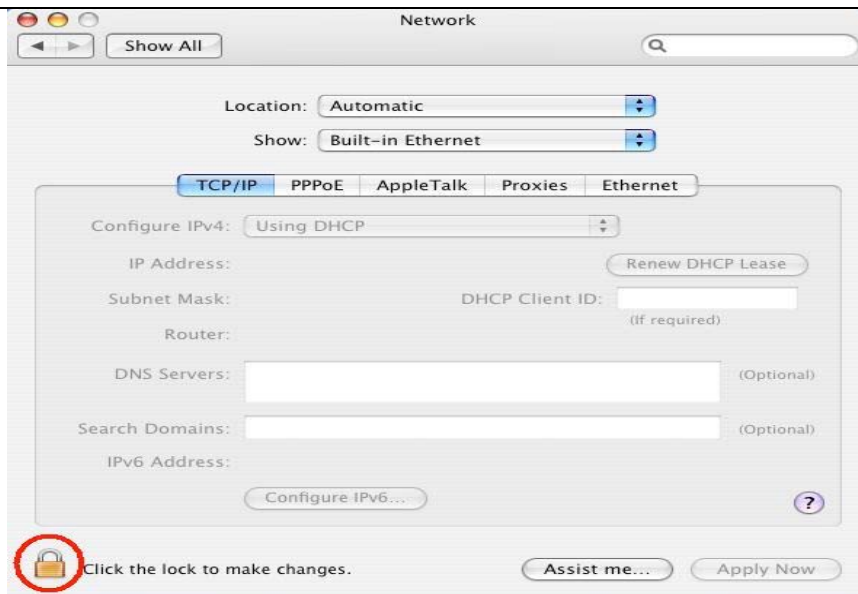 Network
Show All
Location: Automatic
Show: Built-in Ethernet
TCP/IP PPPoE AppleTalk Proxies Ethernet
Configure IPv4: Using DHCP
IP Address: Renew DHCP Lease
Subnet Mask: DHCP Client ID:
(If required)
Router:
DNS Servers: (Optional)
Search Domains: (Optional)
IPv6 Address:
Configure IPv6...
?
Click the lock to make changes. Assist me... Apply Now